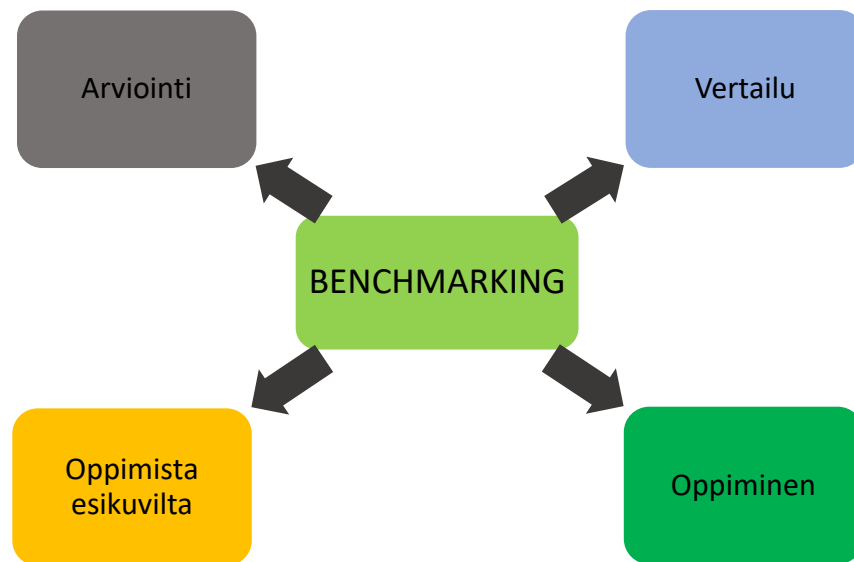 Arviointi
Vertailu
BENCHMARKING
Oppimista
esikuvilta
Oppiminen